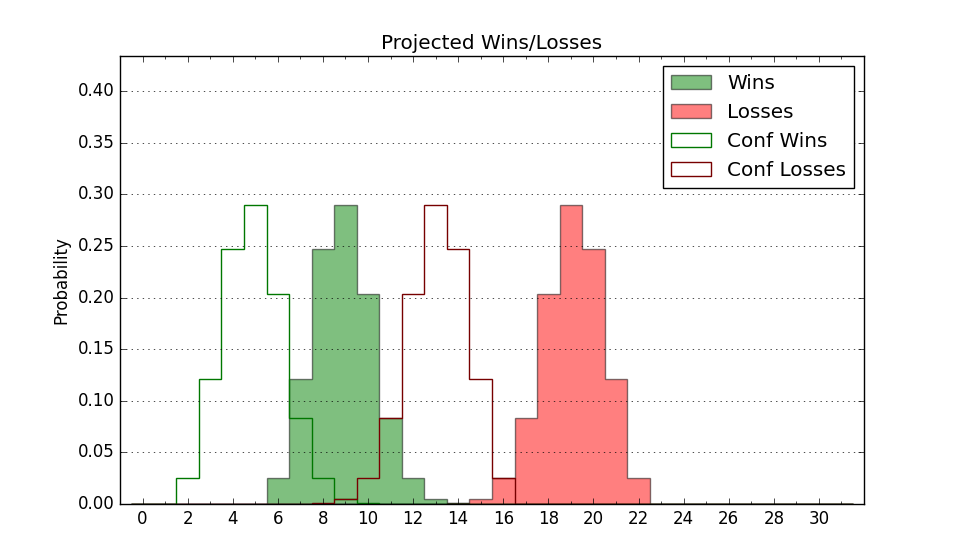 Projected Wins/Losses
Wins
Losses
Conf Wins
Conf Losses
Probability
0.40
0.35
0.30
0.25
0.20
0.15
0.10
0.05
0.00
0 2 4 6 8 10 12 14 16 18 20 22 24 26 28 30